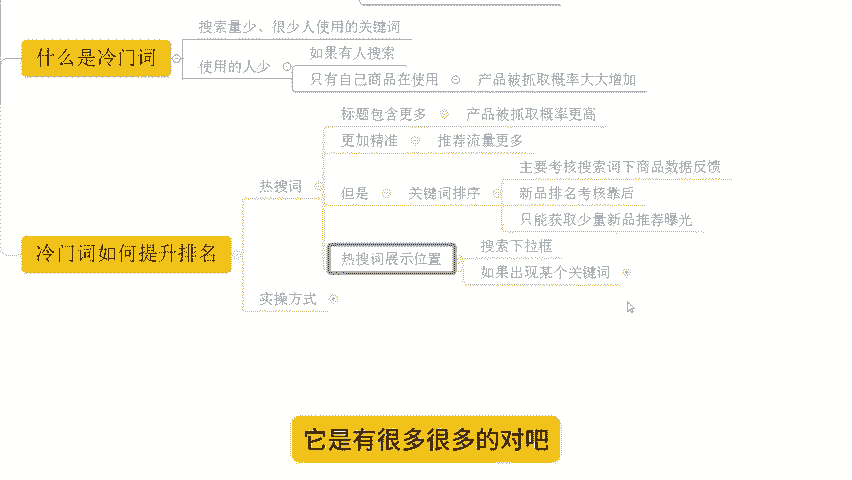 搜索量少、很少人使用的关键词
什么是冷门词
如果有人搜索
使用的人少
只有自己商品在使用 产品被抓取概率大大增加
标题包含更多 产品被抓取概率更高
更加精准 推荐流量更多
主要考核搜索词下商品数据反馈
热搜词
但是 关键词排序 新品排名考核靠后
只能获取少量新品推荐曝光
冷门词如何提升排名
搜索下拉框
热搜词展示位置
如果出现某个关键词
实操方式
它是有很多很多的对吧